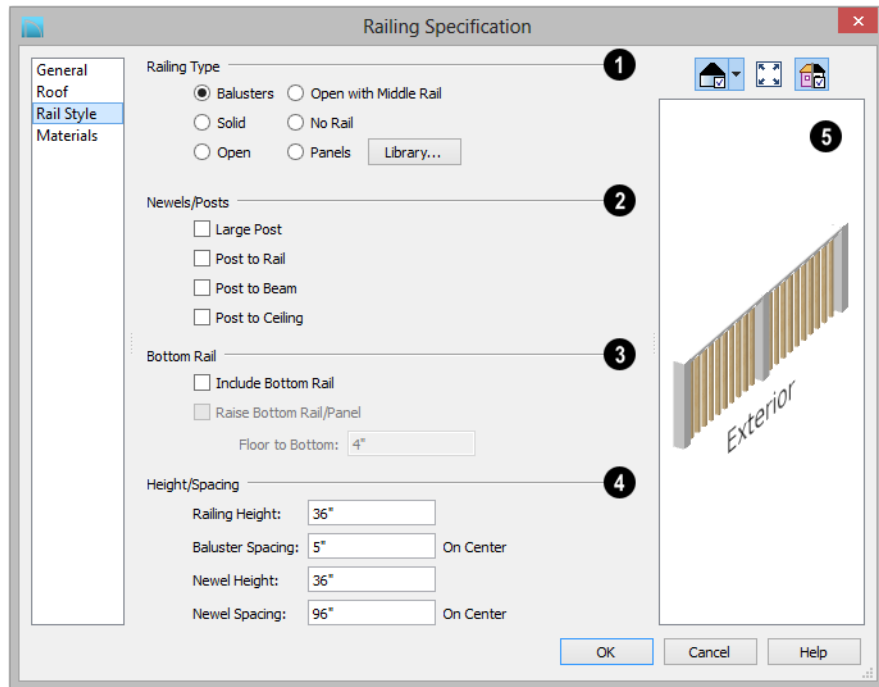 Railing Specification
General
Roof
Rail Style
Materials
Railing Type
1
Balusters
Open with Middle Rail
Solid
No Rail
Open
Panels
Library...
Newels/Posts
2
Large Post
Post to Rail
Post to Beam
Post to Ceiling
Bottom Rail
3
Include Bottom Rail
Raise Bottom Rail/Panel
Floor to Bottom: 4"
Height/Spacing
4
Railing Height: 36"
Baluster Spacing: 5" On Center
Newel Height: 36"
Newel Spacing: 96" On Center
5
Exterior
OK
Cancel
Help